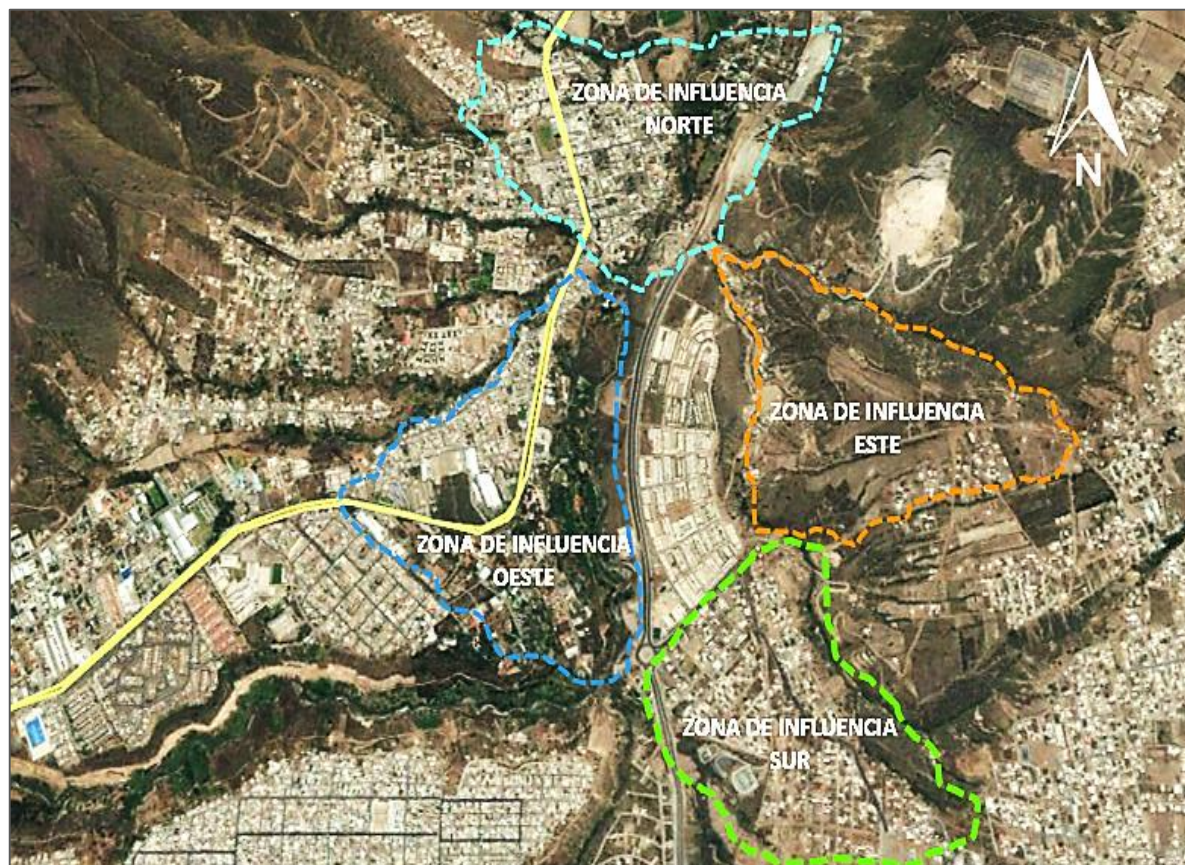 ZONA DE INFLUENCIA
NORTE
N
ZONA DE INFLUENCIA
ESTE
ZONA DE INFLUENCIA
OESTE
ZONA DE INFLUENCIA
SUR